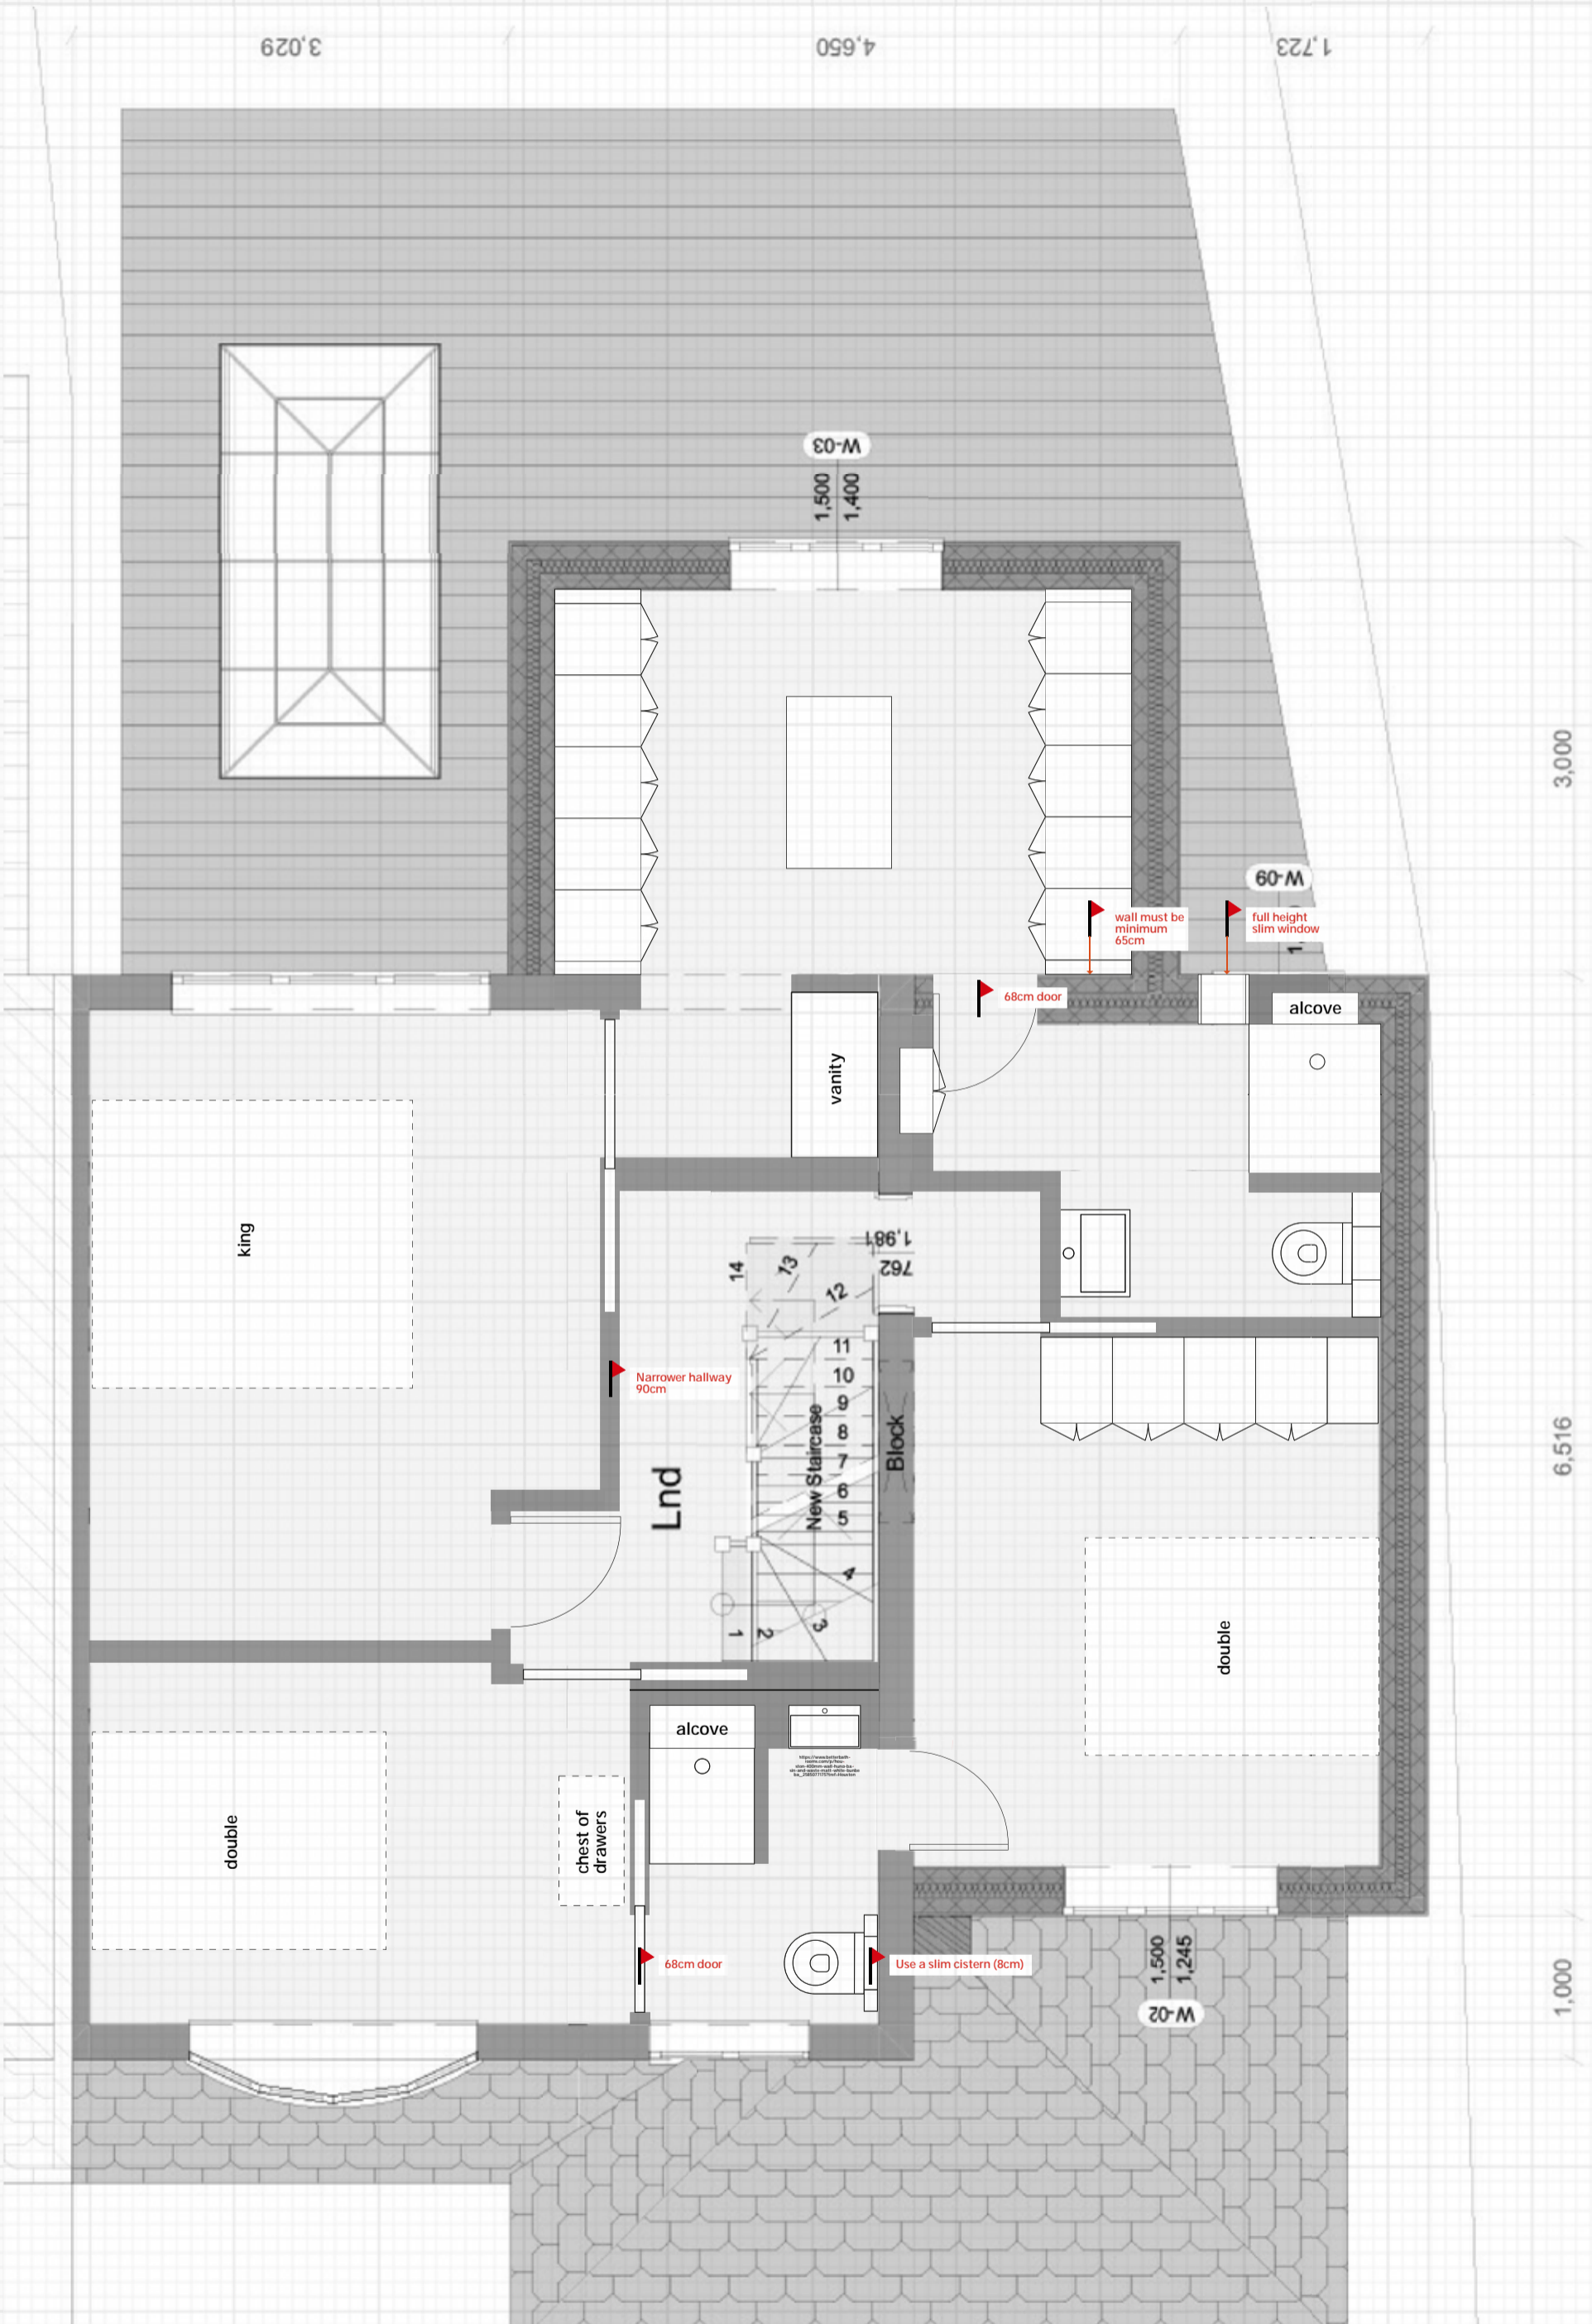 3,029
4,650
1,723
W-03
1,500
1,400
3,000
W-09
wall must be
minimum
65cm
full height
slim window
1,
68cm door
alcove
vanity
king
1,981
762
14
13
12
11
10
9
8
7
6
5
4
3
2
1
New Staircase
Block
Narrower hallway
90cm
Lnd
6,516
double
alcove
double
chest of
drawers
68cm door
Use a slim cistern (8cm)
1,500
1,245
W-02
1,000